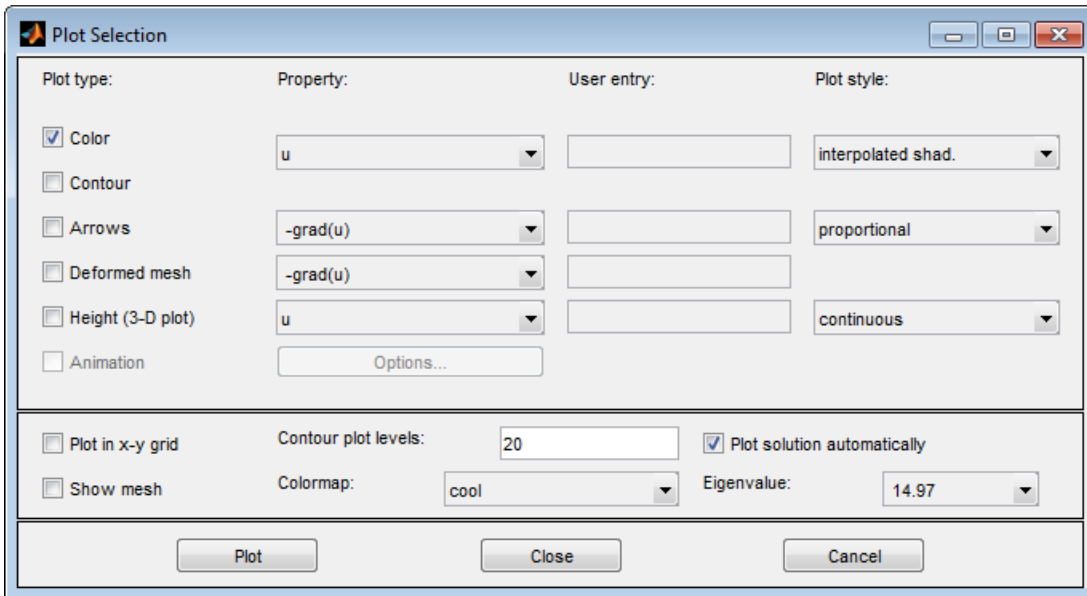 Plot Selection
Plot type: Property: User entry: Plot style:
Color u interpolated shad.
Contour
Arrows -grad(u) proportional
Deformed mesh -grad(u)
Height (3-D plot) u continuous
Animation Options...
Plot in x-y grid Contour plot levels: 20 Plot solution automatically
Show mesh Colormap: cool Eigenvalue: 14.97
Plot Close Cancel